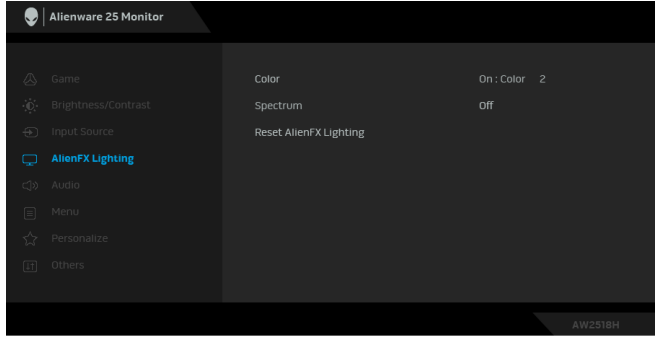 Alienware 25 Monitor
Game
Color On : Color 2
Brightness/Contrast
Spectrum Off
Input Source
Reset AlienFX Lighting
AlienFX Lighting
Audio
Menu
Personalize
Others
AW2518H